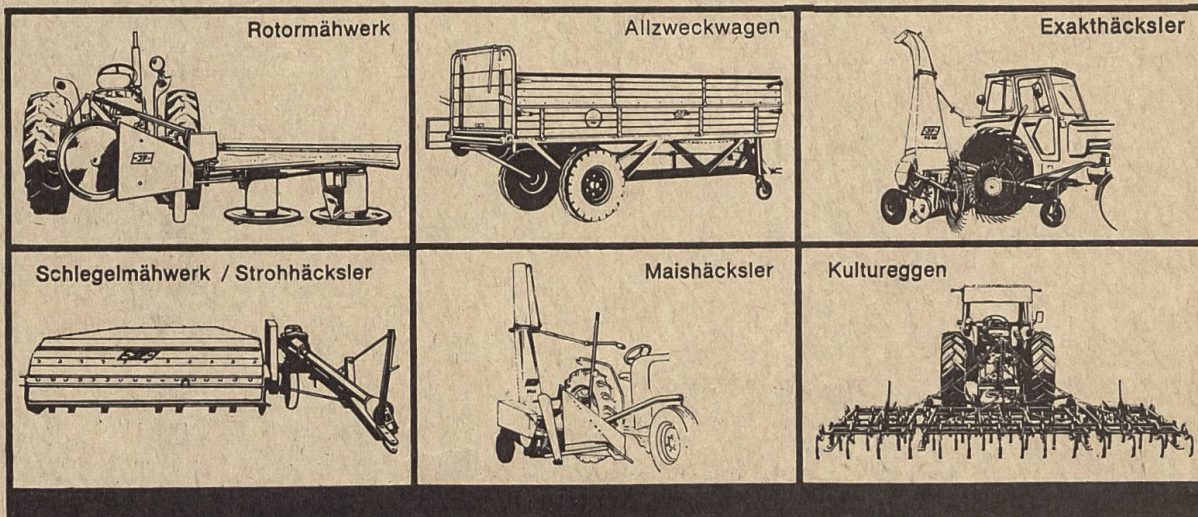 Rotormähwerk
Allzweckwagen
Exakthäcksler
Schlegelmähwerk / Strohhäcksler
Maishäcksler
Kultureggen